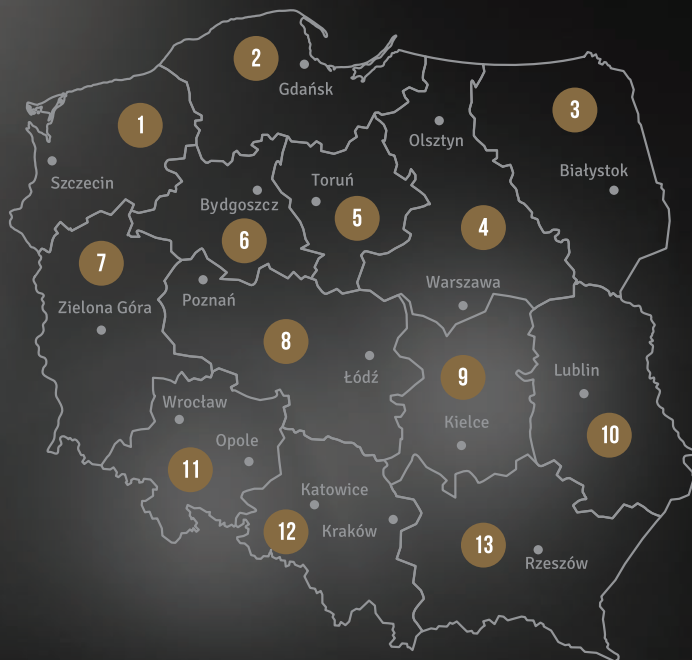 2
Gdańsk
3
1
Olsztyn
Szczecin
Białystok
Toruń
Bydgoszcz
5
4
6
7
Warszawa
Poznań
Zielona Góra
8
Łódź
9
Lublin
Wrocław
Kielce
10
Opole
11
Katowice
12
Kraków
13
Rzeszów